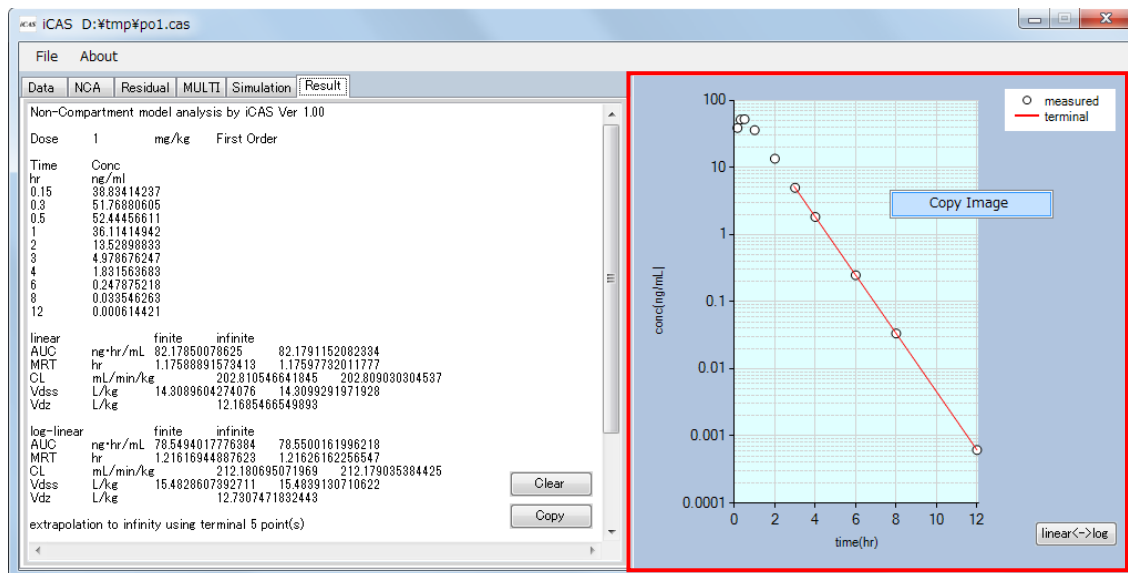 iCAS iCAS D:¥tmp¥po1.cas
File About
Data NCA Residual MULTI Simulation Result
Non-Compartment model analysis by iCAS Ver 1.00
Dose 1 mg/kg First Order
Time Conc
hr ng/ml
0.15 38.83414237
0.3 51.76880605
0.5 52.44456611
1 36.11414942
2 13.52898833
3 4.978676247
4 1.831563683
6 0.247875218
8 0.033546263
12 0.000614421
linear finite infinite
AUC ng･hr/mL 82.17850078625 82.1791152082334
MRT hr 1.17588891573413 1.17597732011777
CL mL/min/kg 202.810546641845 202.809030304537
Vdss L/kg 14.3089604274076 14.3099291971928
Vdz L/kg 12.1685466549893
log-linear finite infinite
AUC ng･hr/mL 78.5494017776384 78.5500161996218
MRT hr 1.21616944887623 1.21626162256547
CL mL/min/kg 212.180695071969 212.179035384425
Vdss L/kg 15.4828607392711 15.4839130710622
Vdz L/kg 12.7307471832443
extrapolation to infinity using terminal 5 point(s)
Clear
Copy
measured
terminal
Copy Image
conc[ng/mL]
100
10
1
0.1
0.01
0.001
0.0001
0 2 4 6 8 10 12
time(hr)
linear<->log